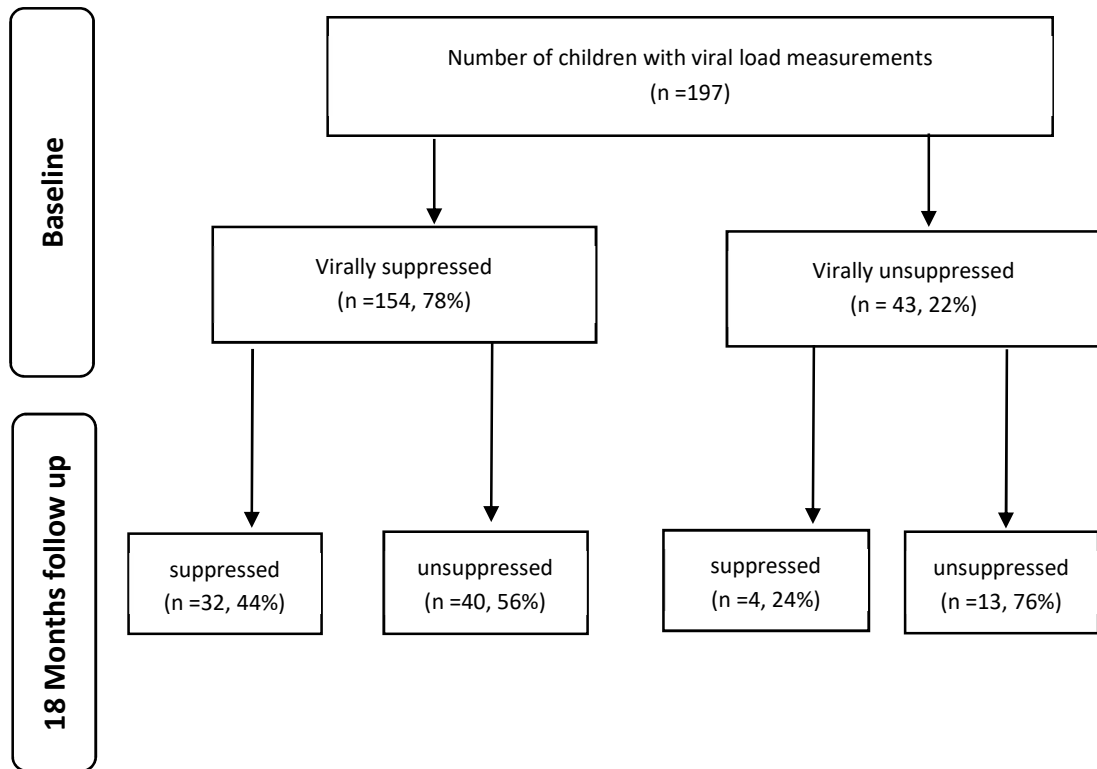 Baseline
Number of children with viral load measurements
(n =197)
Virally suppressed
(n =154, 78%)
Virally unsuppressed
(n = 43, 22%)
18 Months follow up
suppressed
(n =32, 44%)
unsuppressed
(n =40, 56%)
suppressed
(n =4, 24%)
unsuppressed
(n =13, 76%)